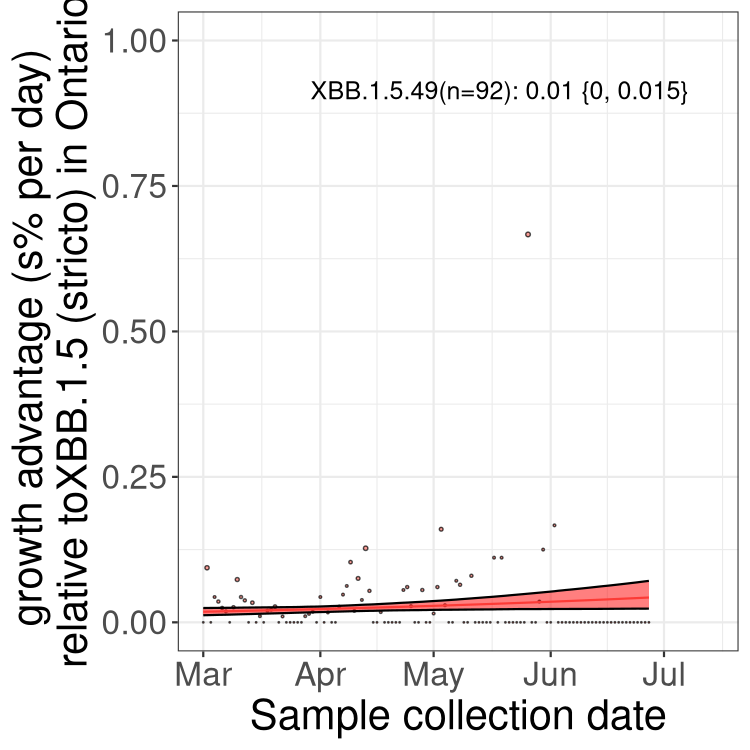 growth advantage (s% per day)
relative toXBB.1.5 (stricto) in Ontario
1.00
0.75
0.50
0.25
0.00
XBB.1.5.49(n=92): 0.01 {0, 0.015}
Mar Apr May Jun Jul
Sample collection date